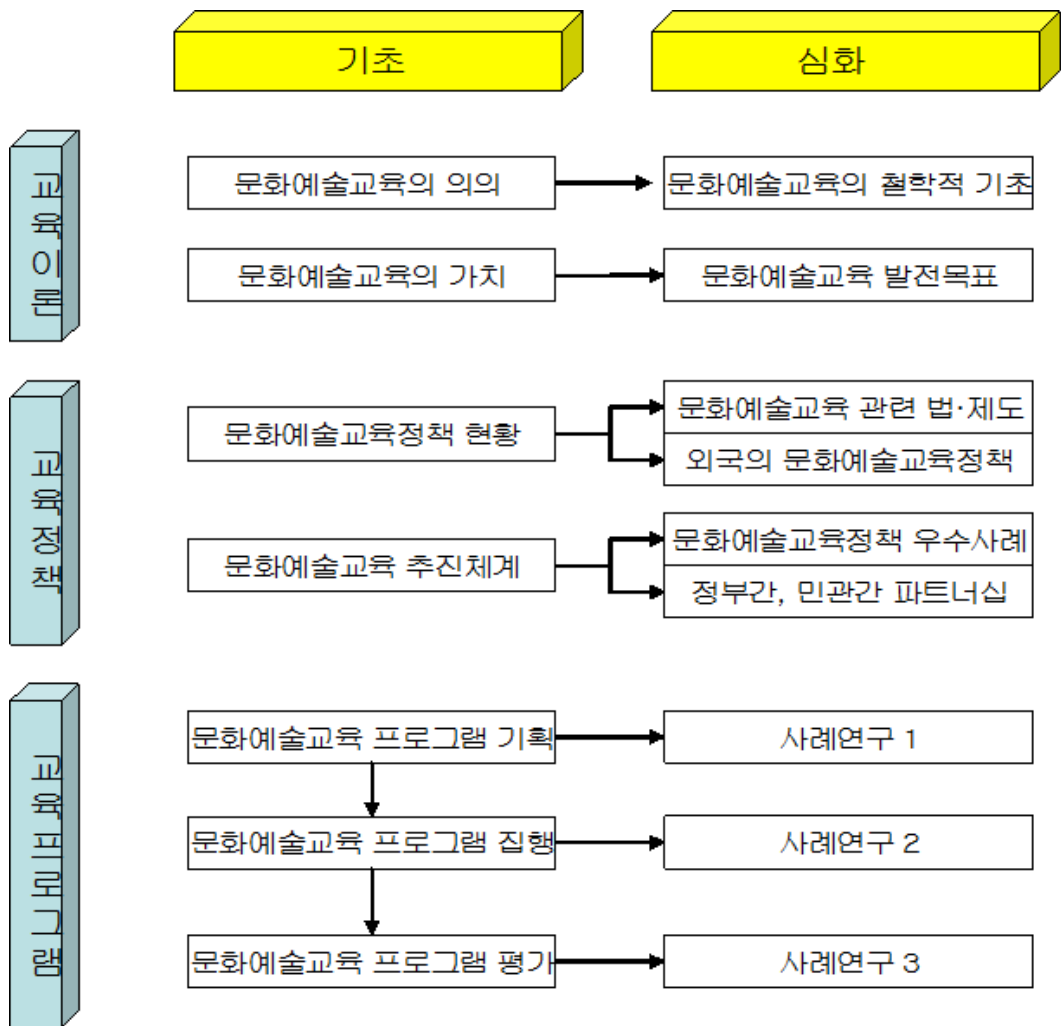 기초
심화
교육이론
문화예술교육의 의의
문화예술교육의 철학적 기초
문화예술교육의 가치
문화예술교육 발전목표
교육정책
문화예술교육정책 현황
문화예술교육 관련 법·제도
외국의 문화예술교육정책
문화예술교육 추진체계
문화예술교육정책 우수사례
정부간, 민관간 파트너십
교육프로그램
문화예술교육 프로그램 기획
사례연구 1
문화예술교육 프로그램 집행
사례연구 2
문화예술교육 프로그램 평가
사례연구 3